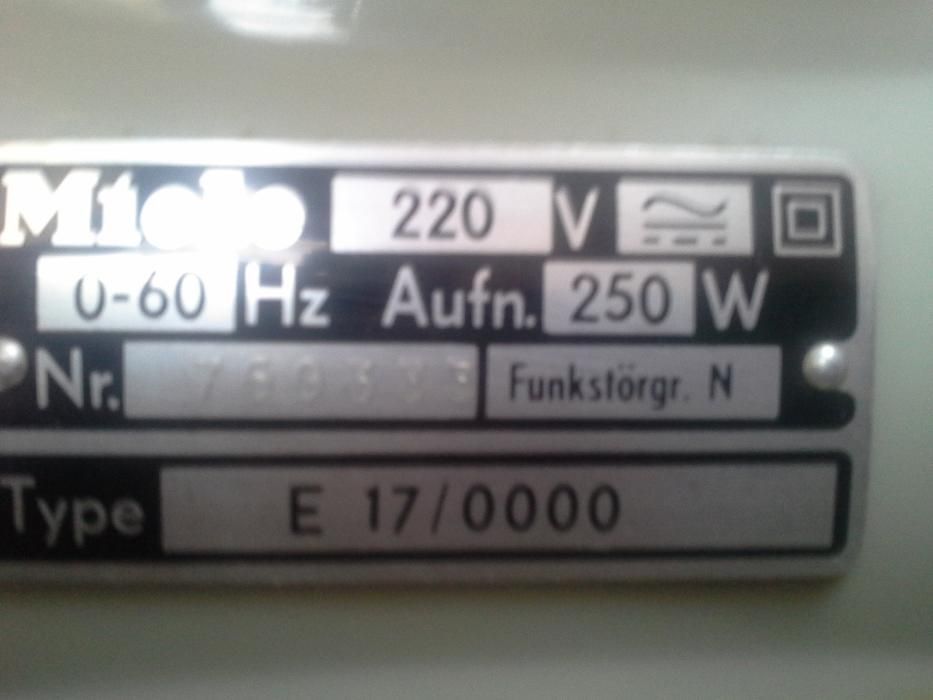 Miele 220 V
0-60 Hz Aufn. 250 W
Nr. Funkstörgr. N
Type E 17/0000